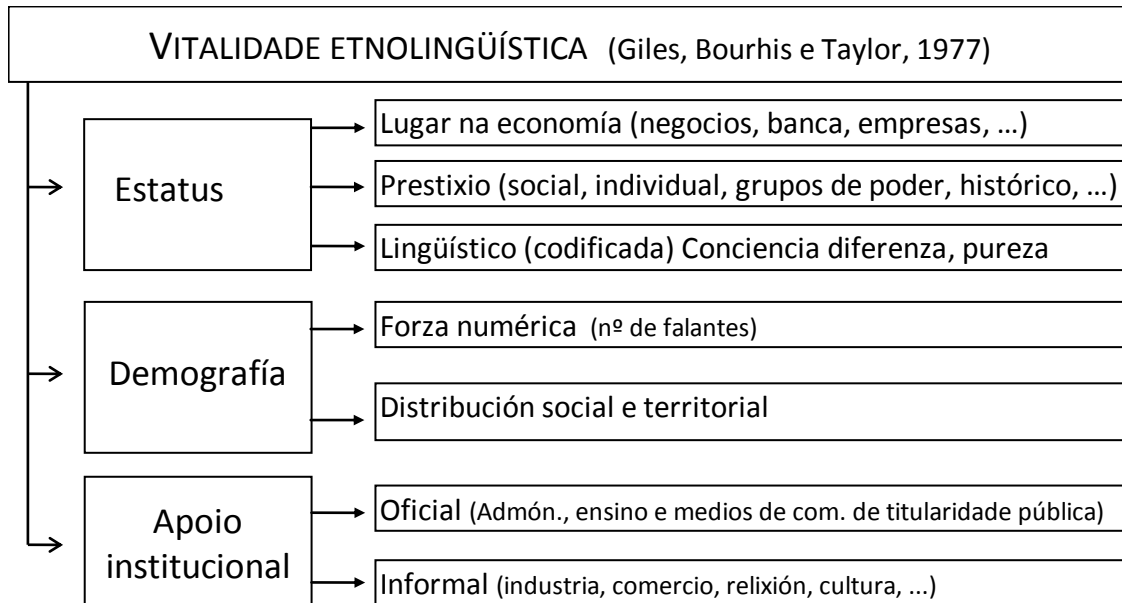 VITALIDADE ETNOLINGÜÍSTICA (Giles, Bourhis e Taylor, 1977)
Estatus
Lugar na economía (negocios, banca, empresas, ...)
Prestixio (social, individual, grupos de poder, histórico, ...)
Lingüístico (codificada) Conciencia diferenza, pureza
Demografía
Forza numérica (nº de falantes)
Distribución social e territorial
Apoio
institucional
Oficial (Admón., ensino e medios de com. de titularidade pública)
Informal (industria, comercio, relixión, cultura, ...)